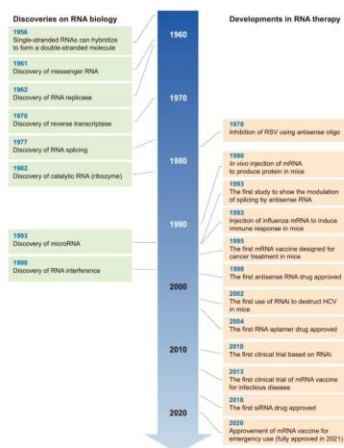 Discoveries on RNA biology
1956
Single-stranded RNAs can hybridize
to form a double-stranded molecule
1961
Discovery of messenger RNA
1962
Discovery of RNA replicase
1970
Discovery of reverse transcriptase
1977
Discovery of RNA splicing
1982
Discovery of catalytic RNA (ribozyme)
1993
Discovery of microRNA
1998
Discovery of RNA interference
1960
1970
1980
1990
2000
2010
2020
Developments in RNA therapy
1978
Inhibition of RSV using antisense oligo
1990
In vivo injection of mRNA
to produce protein in mice
1993
The first study to show the modulation
of splicing by antisense RNA
1993
Injection of influenza mRNA to induce
immune response in mice
1995
The first mRNA vaccine designed for
cancer treatment in mice
1998
The first antisense RNA drug approved
2002
The first use of RNAi to destruct HCV
in mice
2004
The first RNA aptamer drug approved
2010
The first clinical trial based on RNAi
2013
The first clinical trial of mRNA vaccine
for infectious disease
2018
The first siRNA drug approved
2020
Approvement of mRNA vaccine for
emergency use (fully approved in 2021)